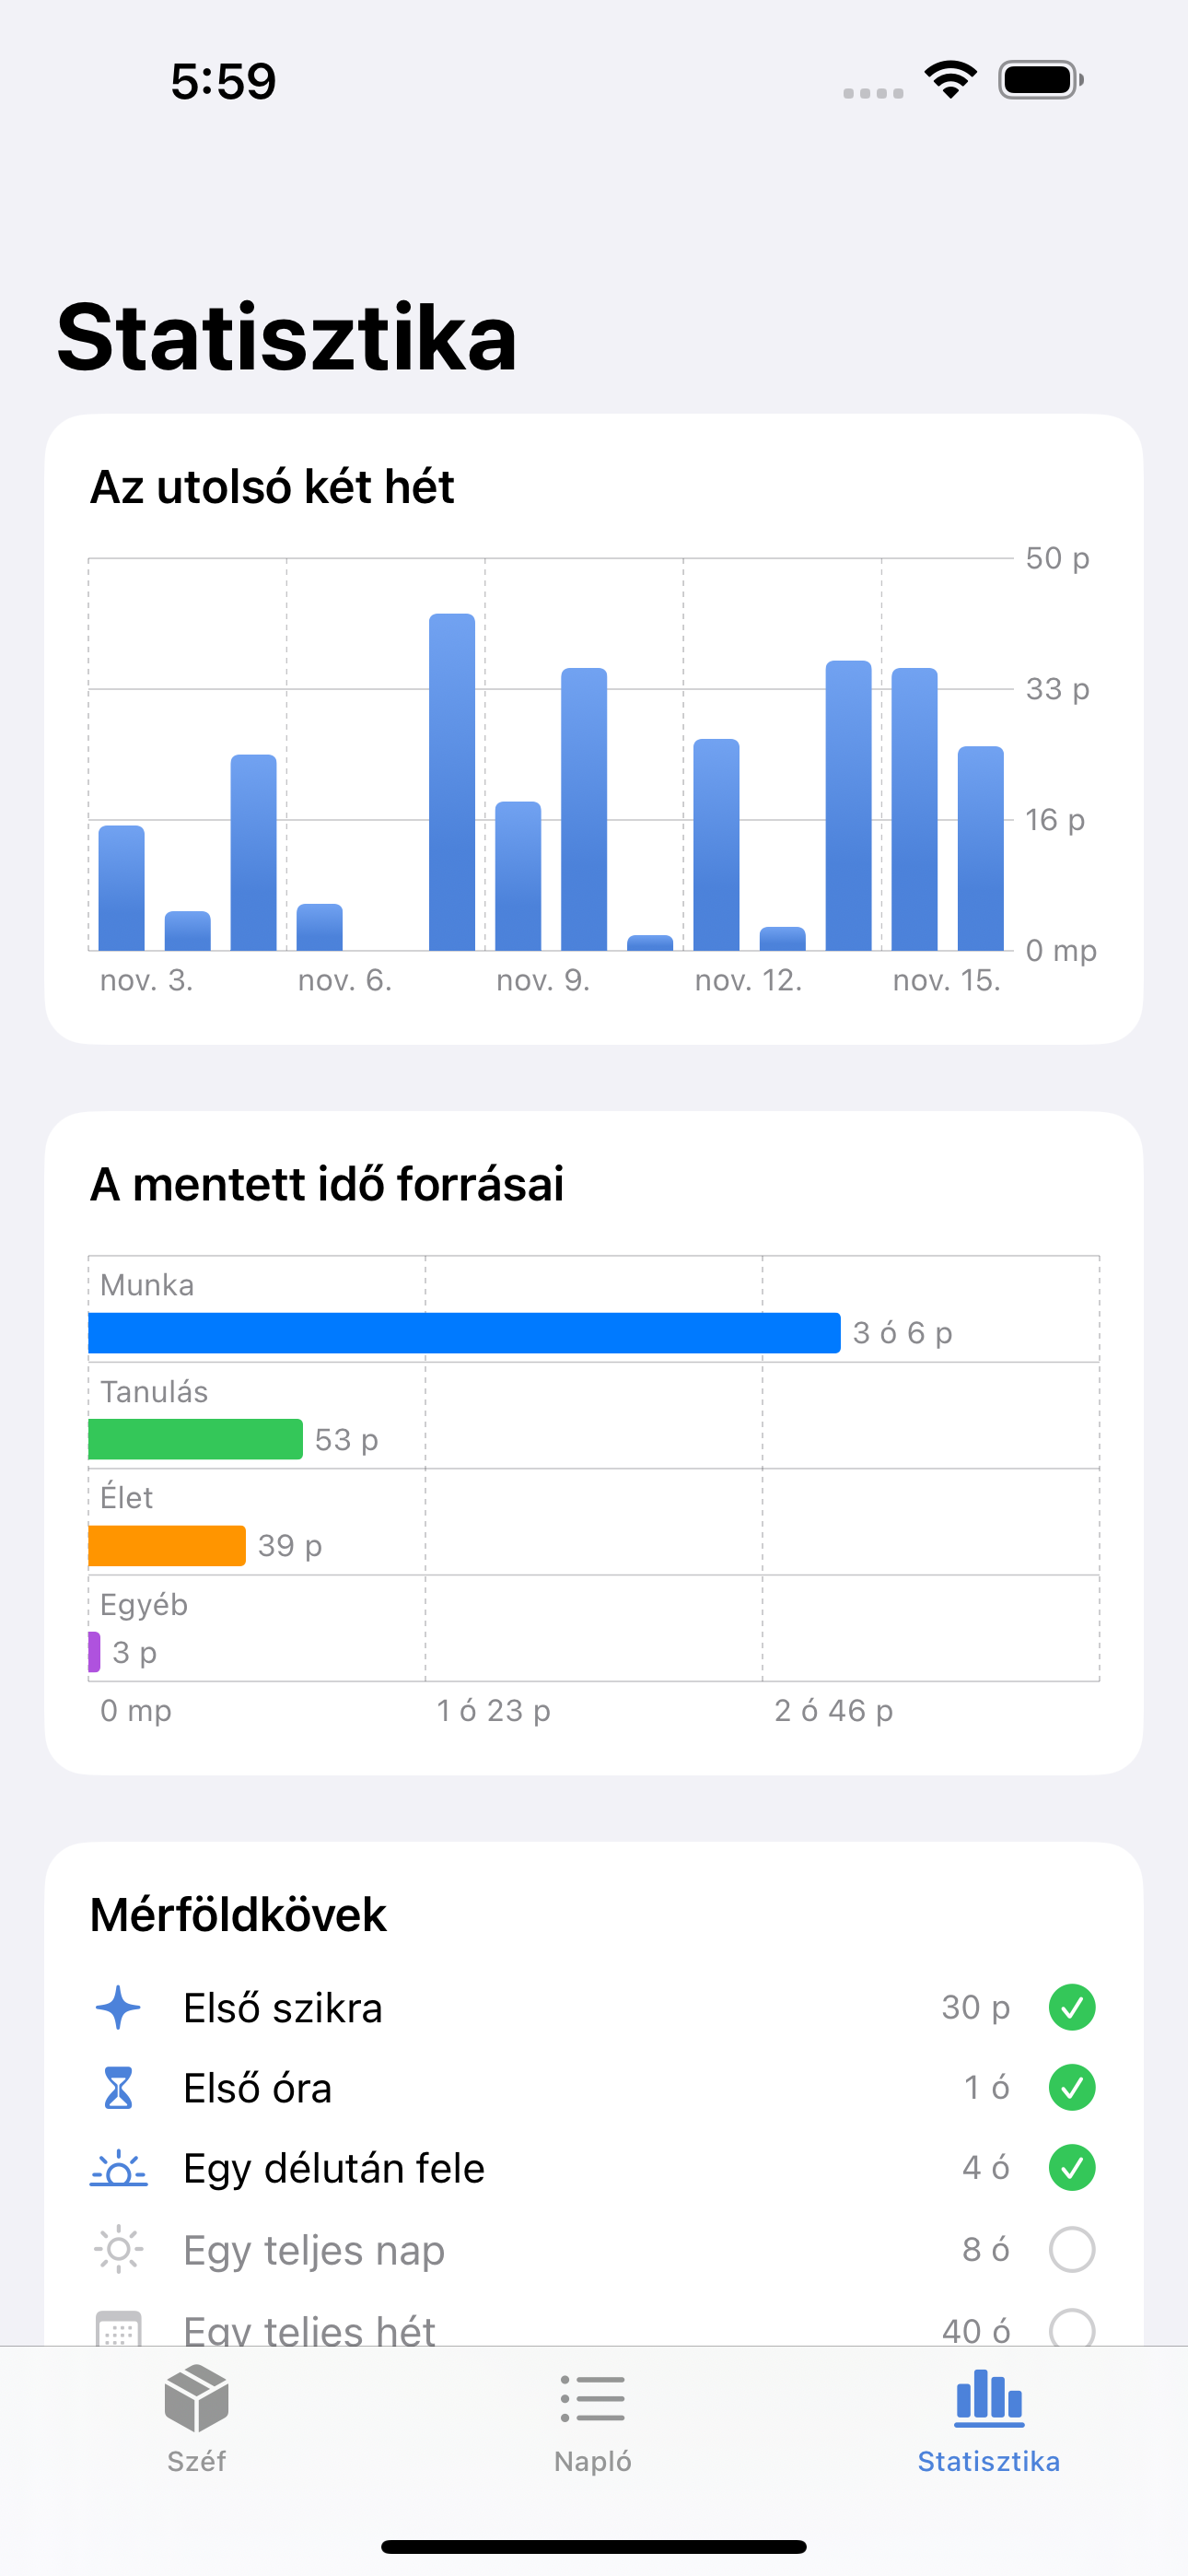 5:59
Statisztika
Az utolsó két hét
50 p
33 p
16 p
0 mp
nov. 3. nov. 6. nov. 9. nov. 12. nov. 15.
A mentett idő forrásai
Munka
3 ó 6 p
Tanulás
53 p
Élet
39 p
Egyéb
3 p
0 mp 1 ó 23 p 2 ó 46 p
Mérföldkövek
Első szikra 30 p
Első óra 1 ó
Egy délután fele 4 ó
Egy teljes nap 8 ó
Egy teljes hét 40 ó
Széf Napló Statisztika